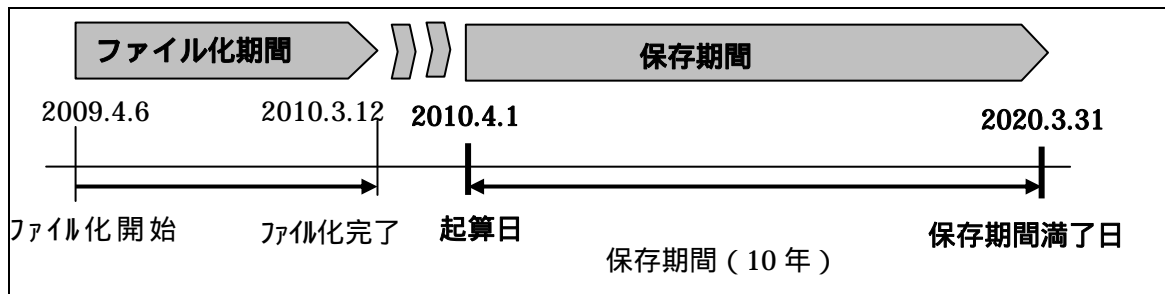 ファイル化期間
保存期間
2009.4.6
2010.3.12
2010.4.1
2020.3.31
ファイル化開始
ファイル化完了
起算日
保存期間満了日
保存期間（10 年）